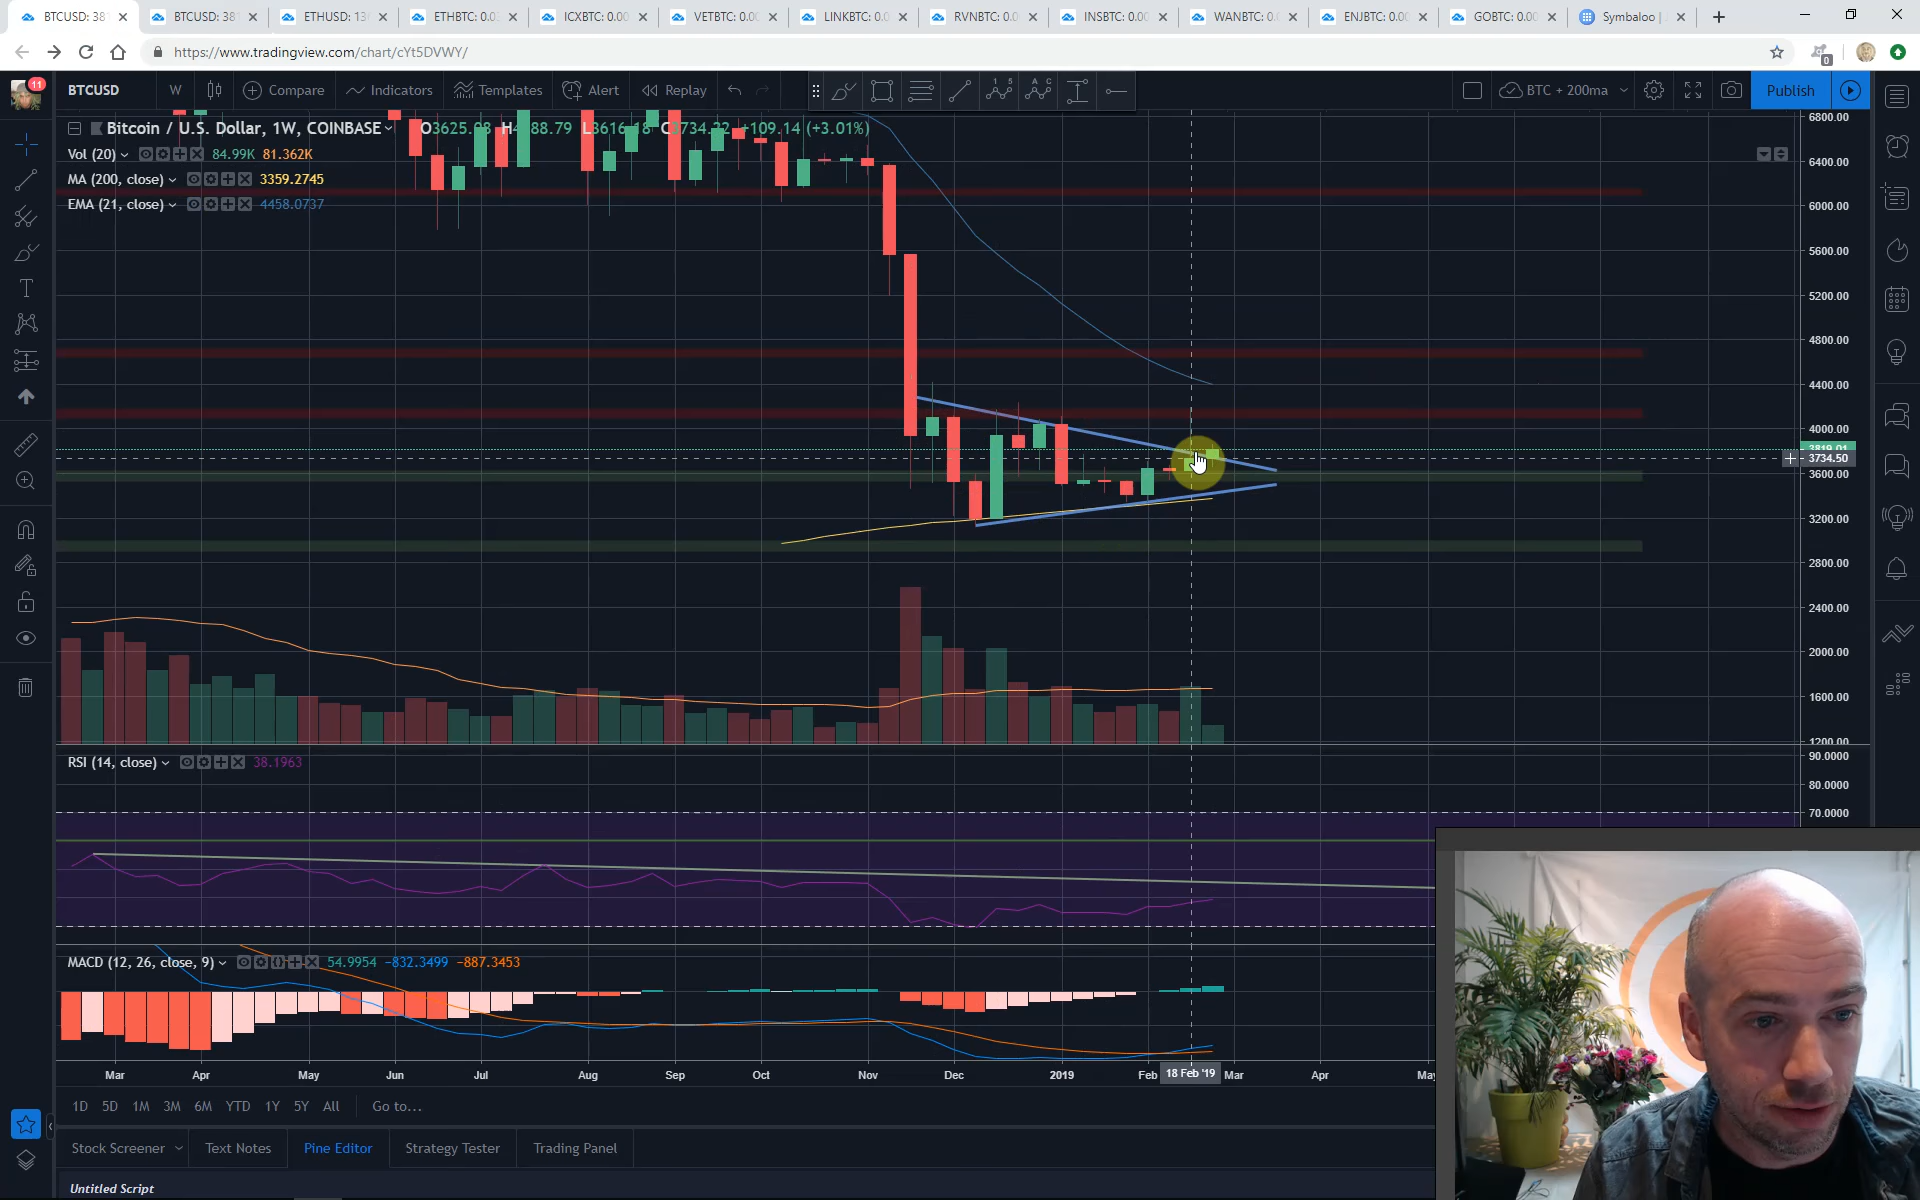 BTCUSD: 381
BTCUSD: 381
ETHUSD: 13
ETHBTC: 0.0
ICXBTC: 0.00
VETBTC: 0.00
LINKBTC: 0.0
RVNBTC: 0.0
INSBTC: 0.00
WANBTC: 0.
ENJBTC: 0.00
GOBTC: 0.00
Symbaloo |
https://www.tradingview.com/chart/cYt5DVWY/
0
11
BTCUSD W Compare Indicators Templates Alert Replay BTC + 200ma Publish
Bitcoin / U.S. Dollar, 1W, COINBASE +109.14 (+3.01%)
Vol (20) 84.99K 81.362K
MA (200, close) 3359.2745
EMA (21, close) 4458.0737
6800.00
6400.00
6000.00
5600.00
5200.00
4800.00
4400.00
4000.00
3819.01
3734.50
3600.00
3200.00
2800.00
2400.00
2000.00
1600.00
1200.00
RSI (14, close) 38.1963
90.0000
80.0000
70.0000
MACD (12, 26, close, 9) 54.9954 −832.3499 −887.3453
Mar Apr May Jun Jul Aug Sep Oct Nov Dec 2019 Feb 18 Feb '19 Mar Apr May
1D 5D 1M 3M 6M YTD 1Y 5Y All Go to...
Stock Screener Text Notes Pine Editor Strategy Tester Trading Panel
Untitled Script